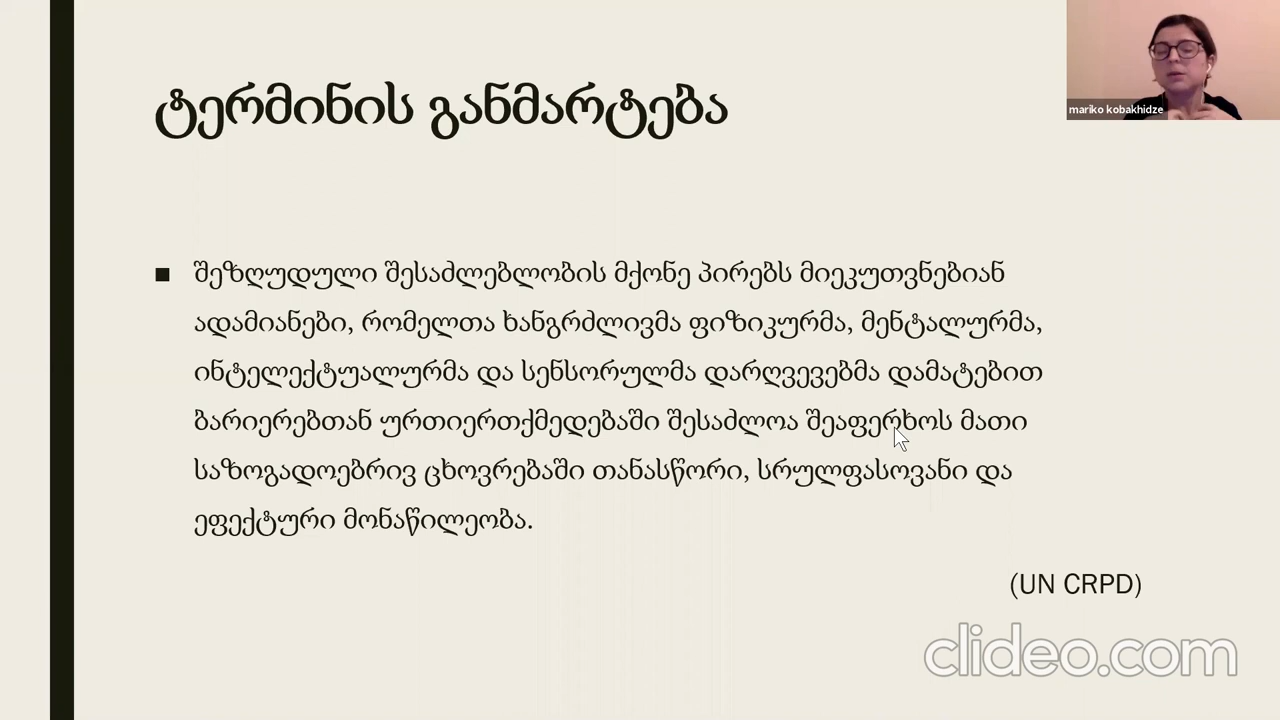 mariko kobakhidze
ტერმინის განმარტება
■ შეზღუდული შესაძლებლობის მქონე პირებს მიეკუთვნებიან
ადამიანები, რომელთა ხანგრძლივმა ფიზიკურმა, მენტალურმა,
ინტელექტუალურმა და სენსორულმა დარღვევებმა დამატებით
ბარიერებთან ურთიერთქმედებაში შესაძლოა შეაფერხოს მათი
საზოგადოებრივ ცხოვრებაში თანასწორი, სრულფასოვანი და
ეფექტური მონაწილეობა.
(UN CRPD)
clideo.com